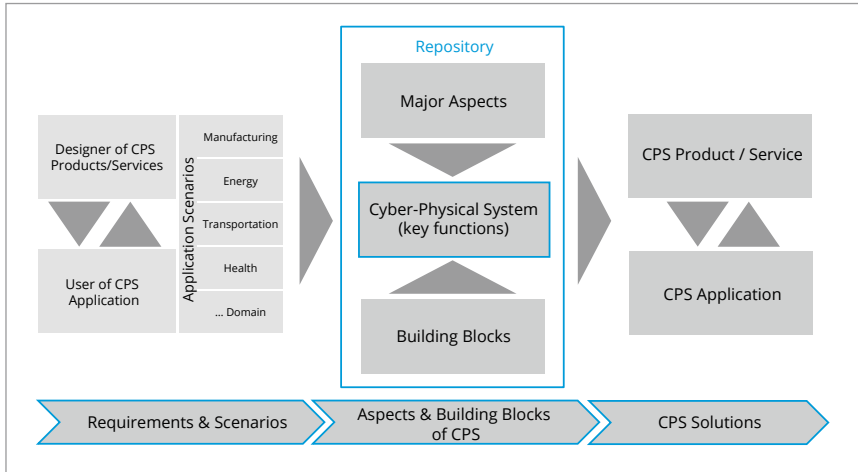 Repository
Designer of CPS
Products/Services
User of CPS
Application
Application Scenarios
Manufacturing
Energy
Transportation
Health
... Domain
Major Aspects
Cyber-Physical System
(key functions)
Building Blocks
CPS Product / Service
CPS Application
Requirements & Scenarios
Aspects & Building Blocks
of CPS
CPS Solutions